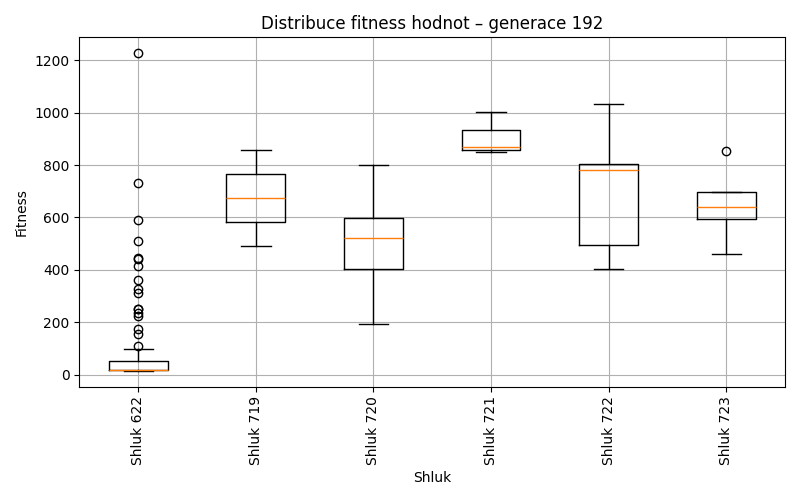 Distribuce fitness hodnot – generace 192
Fitness
1200
1000
800
600
400
200
0
Shluk 622
Shluk 719
Shluk 720
Shluk 721
Shluk 722
Shluk 723
Shluk